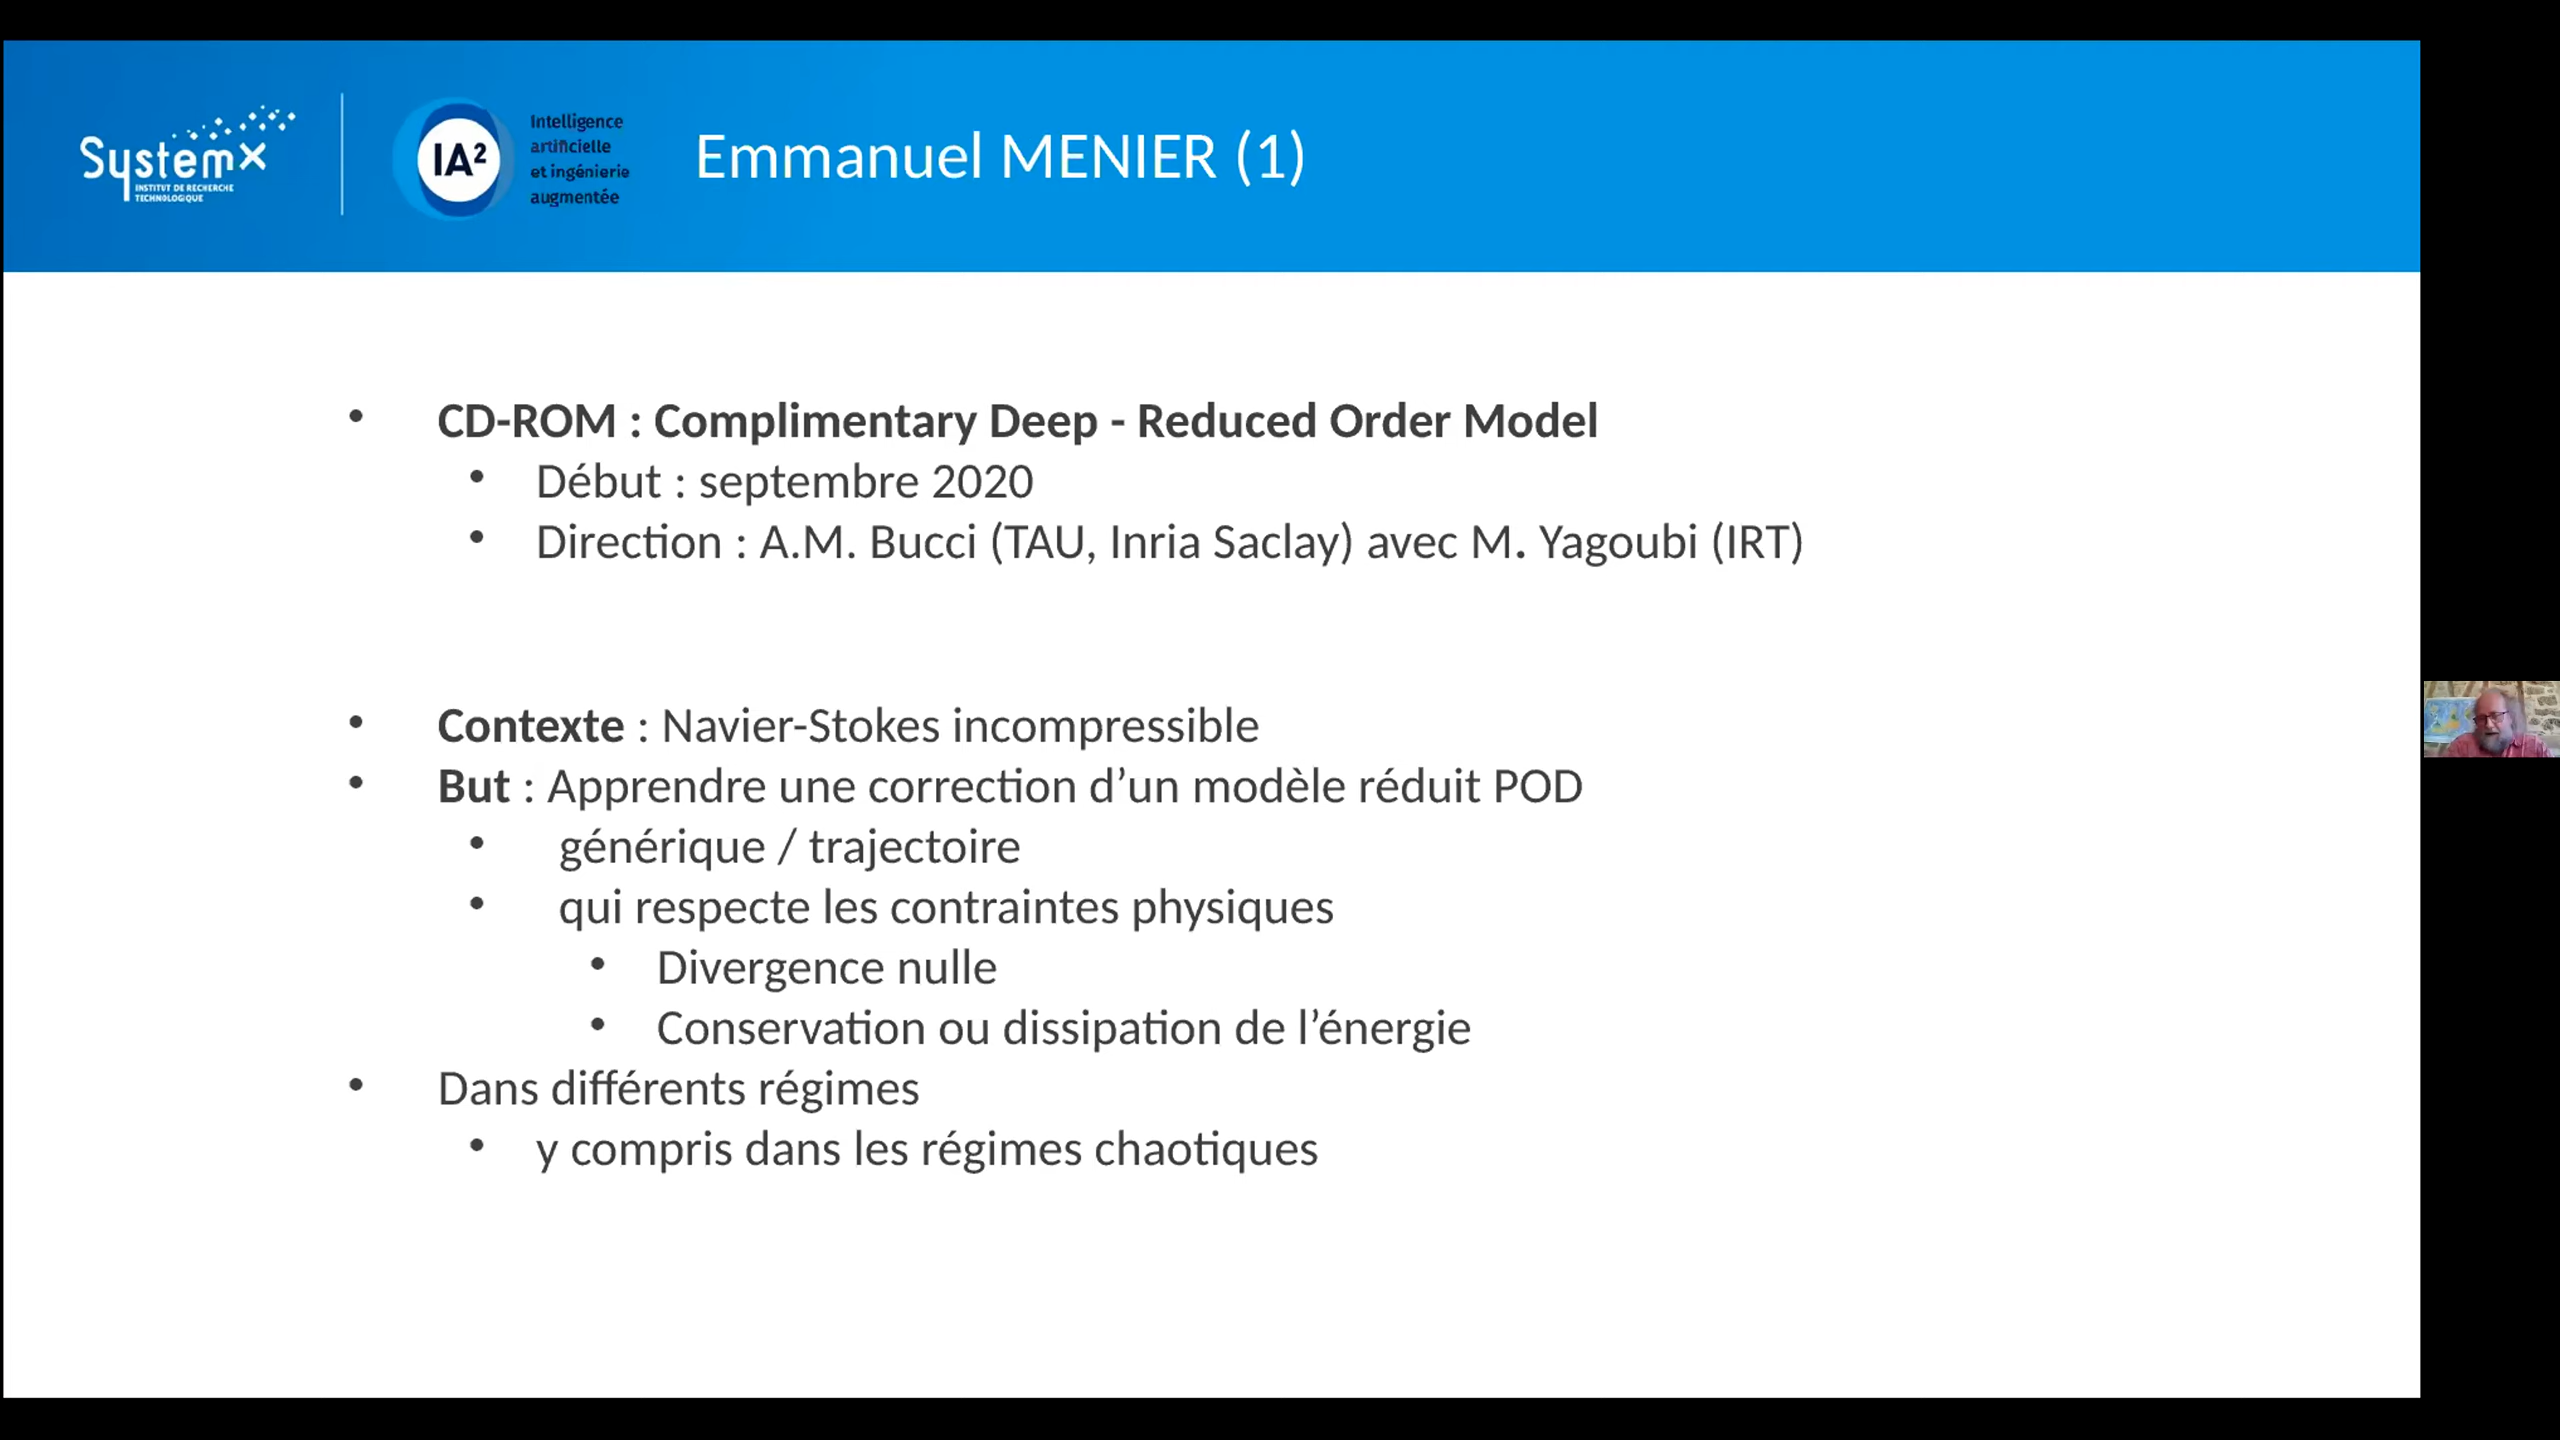 SystemX
INSTITUT DE RECHERCHE
TECHNOLOGIQUE
IA²
Intelligence
artificielle
et ingénierie
augmentée
Emmanuel MENIER (1)
• CD-ROM : Complimentary Deep - Reduced Order Model
• Début : septembre 2020
• Direction : A.M. Bucci (TAU, Inria Saclay) avec M. Yagoubi (IRT)
• Contexte : Navier-Stokes incompressible
• But : Apprendre une correction d’un modèle réduit POD
• générique / trajectoire
• qui respecte les contraintes physiques
• Divergence nulle
• Conservation ou dissipation de l’énergie
• Dans différents régimes
• y compris dans les régimes chaotiques